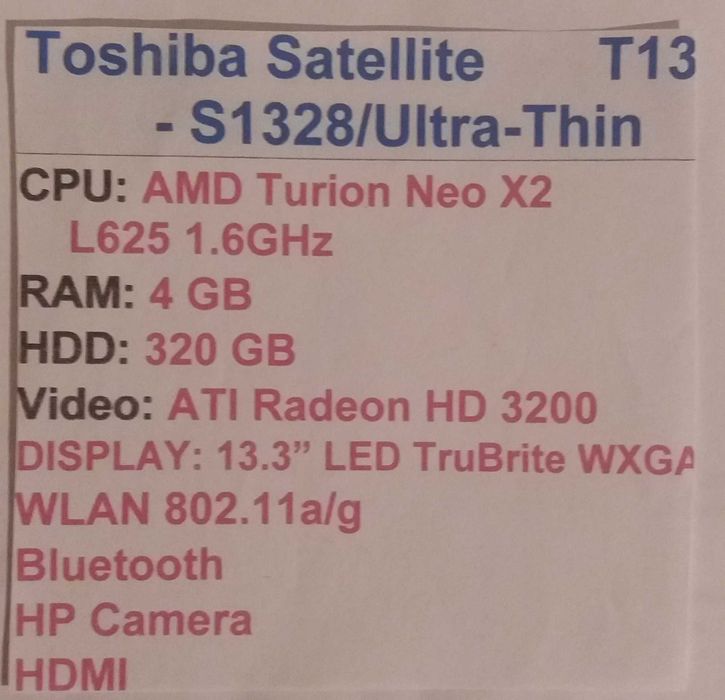 Toshiba Satellite T13
- S1328/Ultra-Thin
CPU: AMD Turion Neo X2
L625 1.6GHz
RAM: 4 GB
HDD: 320 GB
Video: ATI Radeon HD 3200
DISPLAY: 13.3” LED TruBrite WXGA
WLAN 802.11a/g
Bluetooth
HP Camera
HDMI